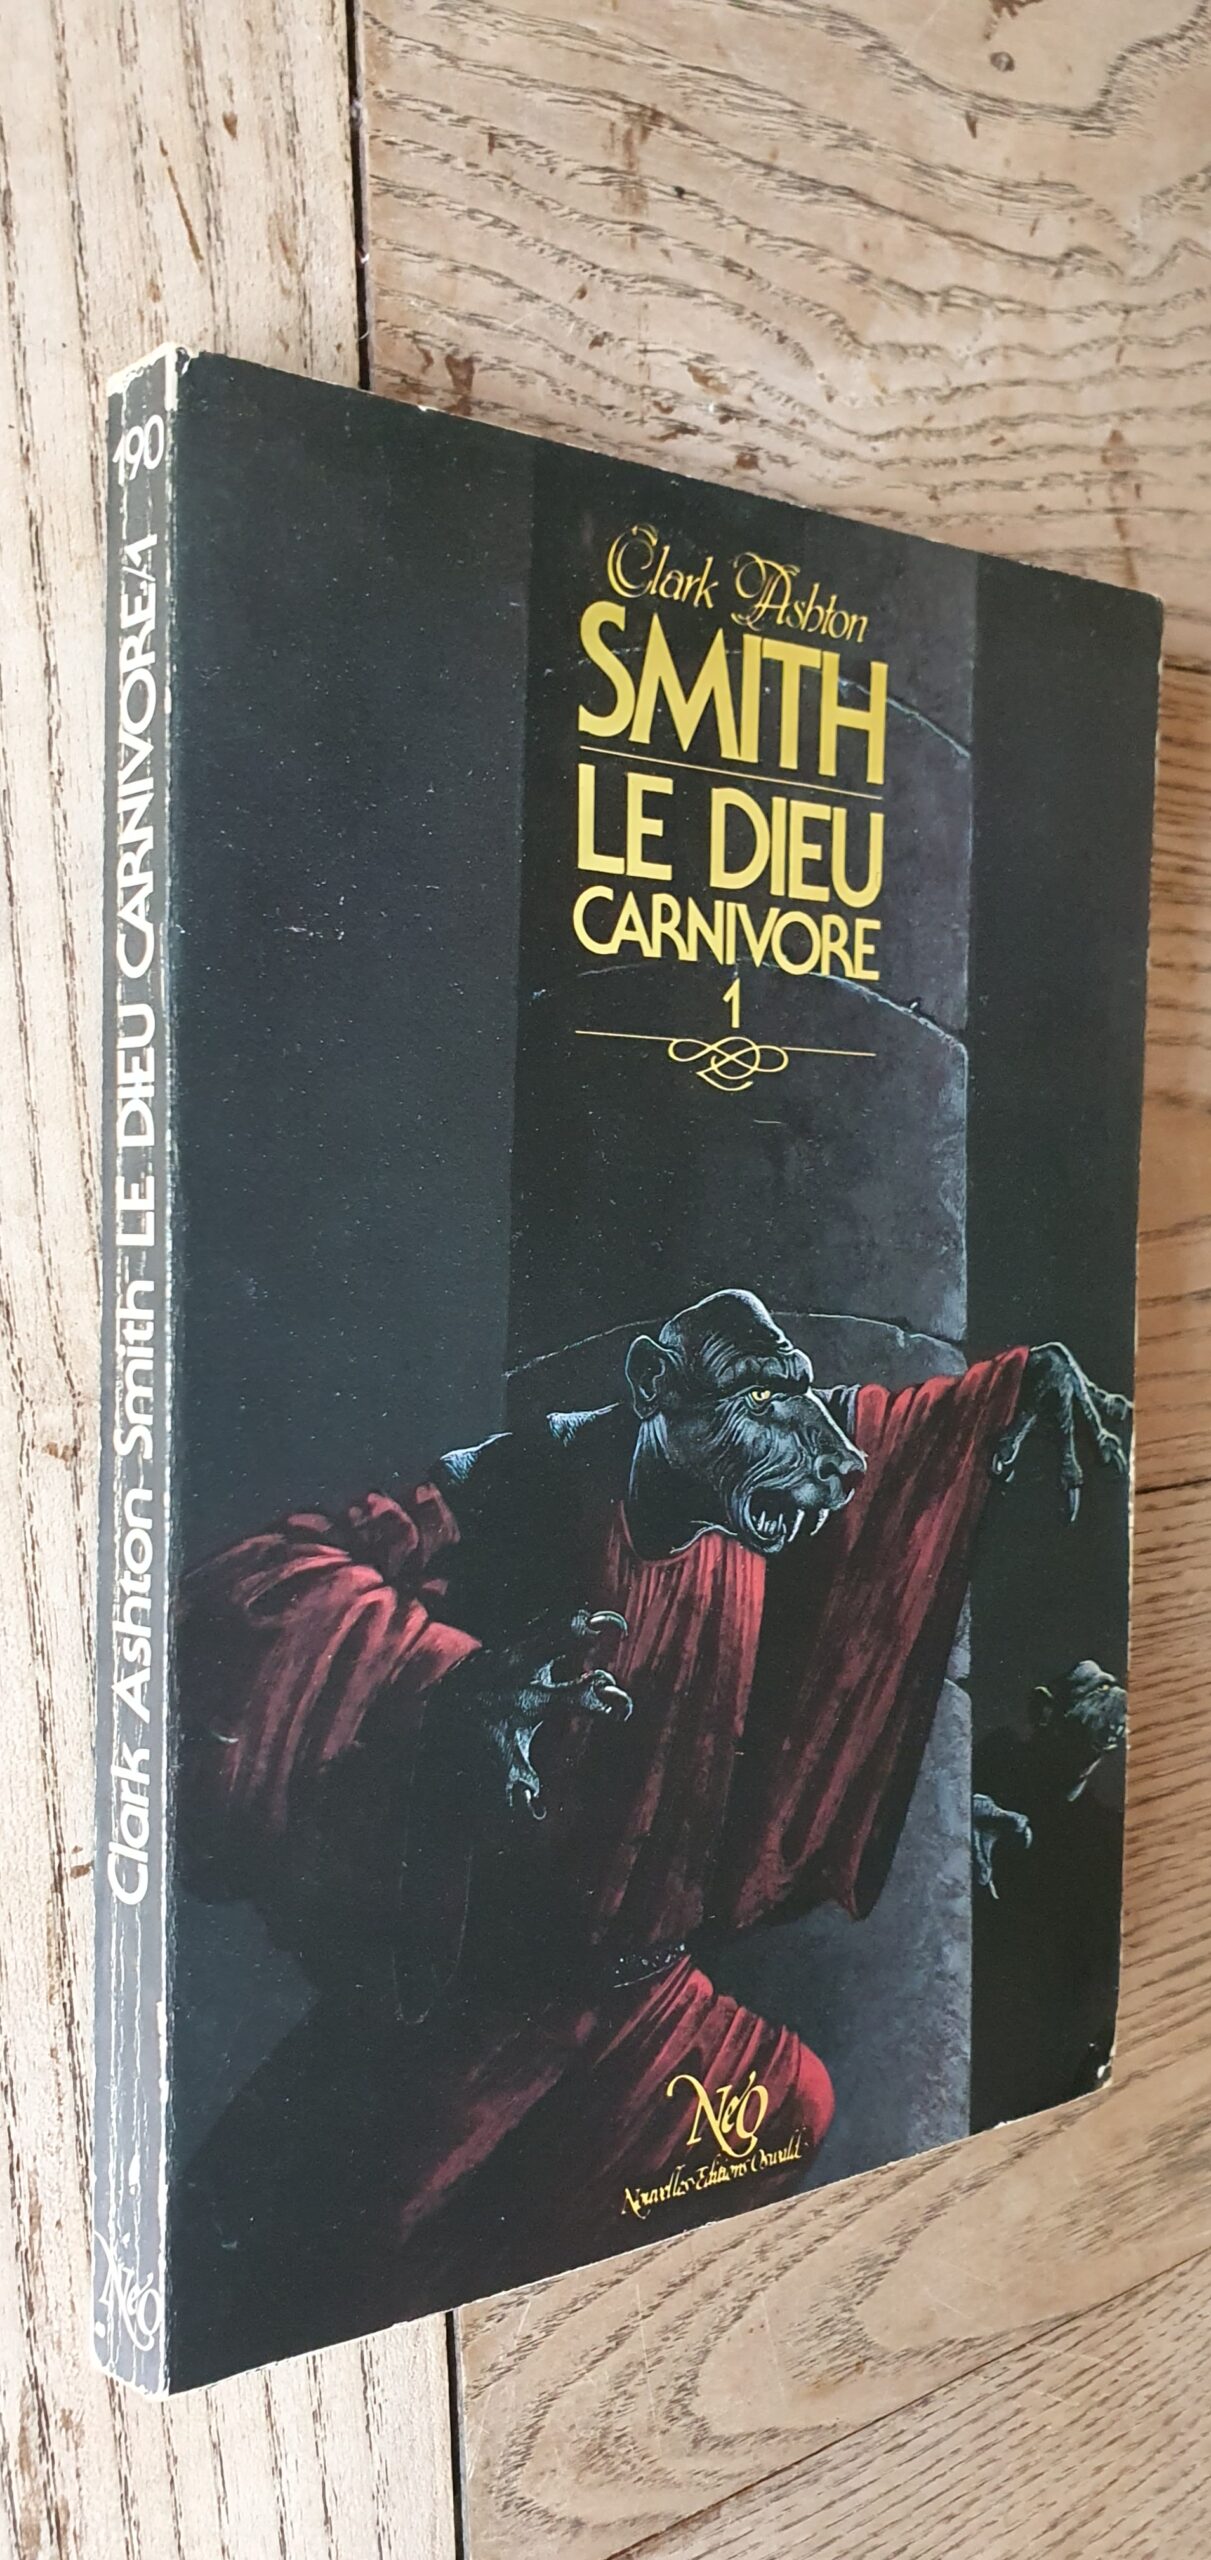 Clark Ashton
SMITH
LE DIEU
CARNIVORE
1
Néo
Nouvelles Editions Oswald
Clark Ashton Smith LE DIEU CARNIVORE/1 190
Néo